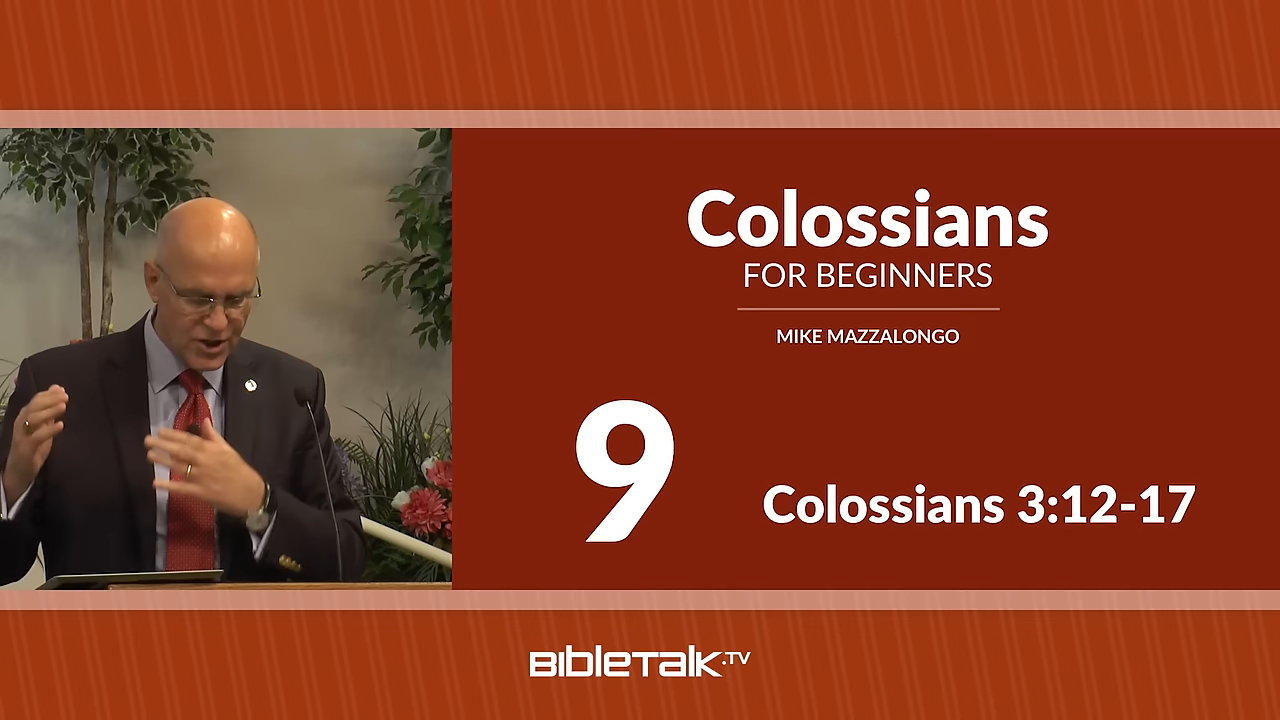 Colossians
FOR BEGINNERS
MIKE MAZZALONGO
9
Colossians 3:12-17
BIBLETALK.TV